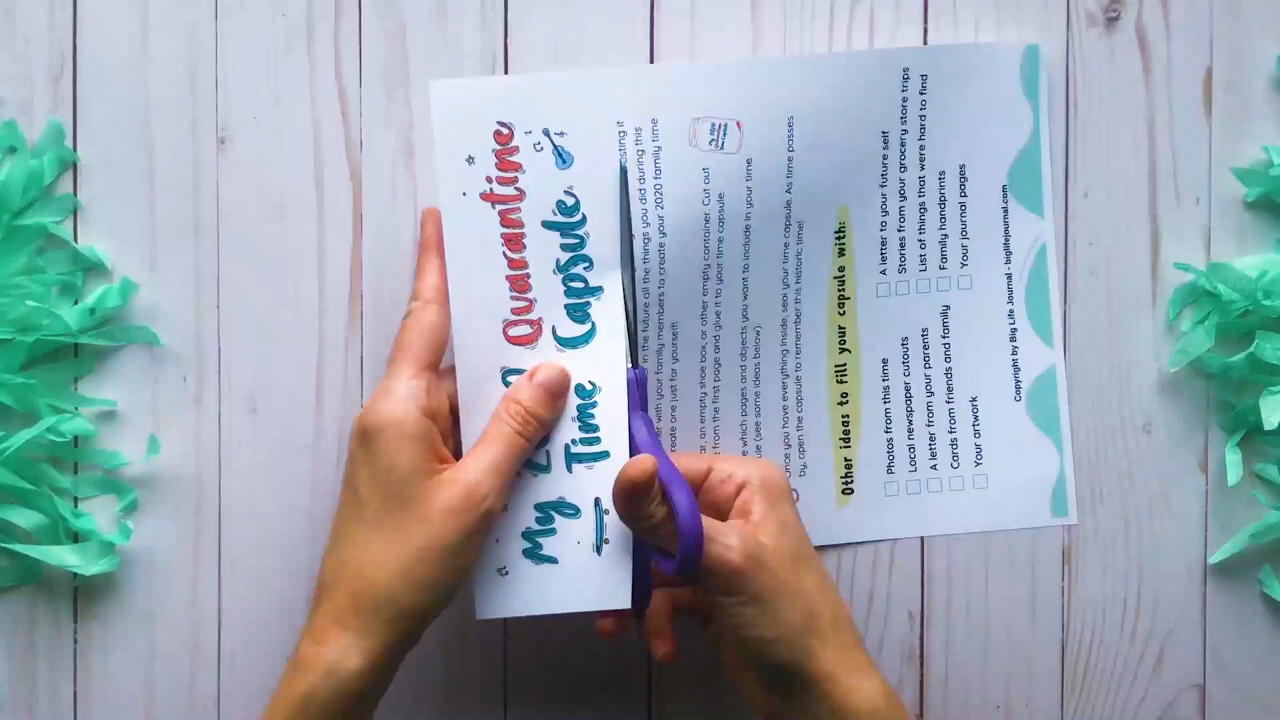 My Quarantine
Time Capsule
in the future all the things you did during this
with your family members to create your 2020 family time
create one just for yourself!
an empty shoe box, or other empty container. Cut out
from the first page and glue it to your time capsule.
which pages and objects you want to include in your time
(see some ideas below).
Once you have everything inside, seal your time capsule. As time passes
by, open the capsule to remember this historic time!
Other ideas to fill your capsule with:
Photos from this time
Local newspaper cutouts
A letter from your parents
Cards from friends and family
Your artwork
A letter to your future self
Stories from your grocery store trips
List of things that were hard to find
Family handprints
Your journal pages
Copyright by Big Life Journal - biglifejournal.com